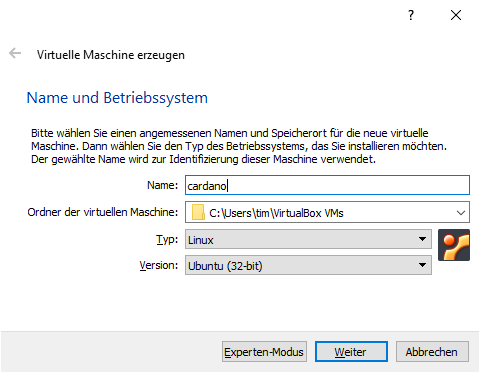 ?
Virtuelle Maschine erzeugen
Name und Betriebssystem
Bitte wählen Sie einen angemessenen Namen und Speicherort für die neue virtuelle
Maschine. Dann wählen Sie den Typ des Betriebssystems, das Sie installieren möchten.
Der gewählte Name wird zur Identifizierung dieser Maschine verwendet.
Name: cardano
Ordner der virtuellen Maschine: C:\Users\tim\VirtualBox VMs
Typ: Linux
Version: Ubuntu (32-bit)
Experten-Modus Weiter Abbrechen